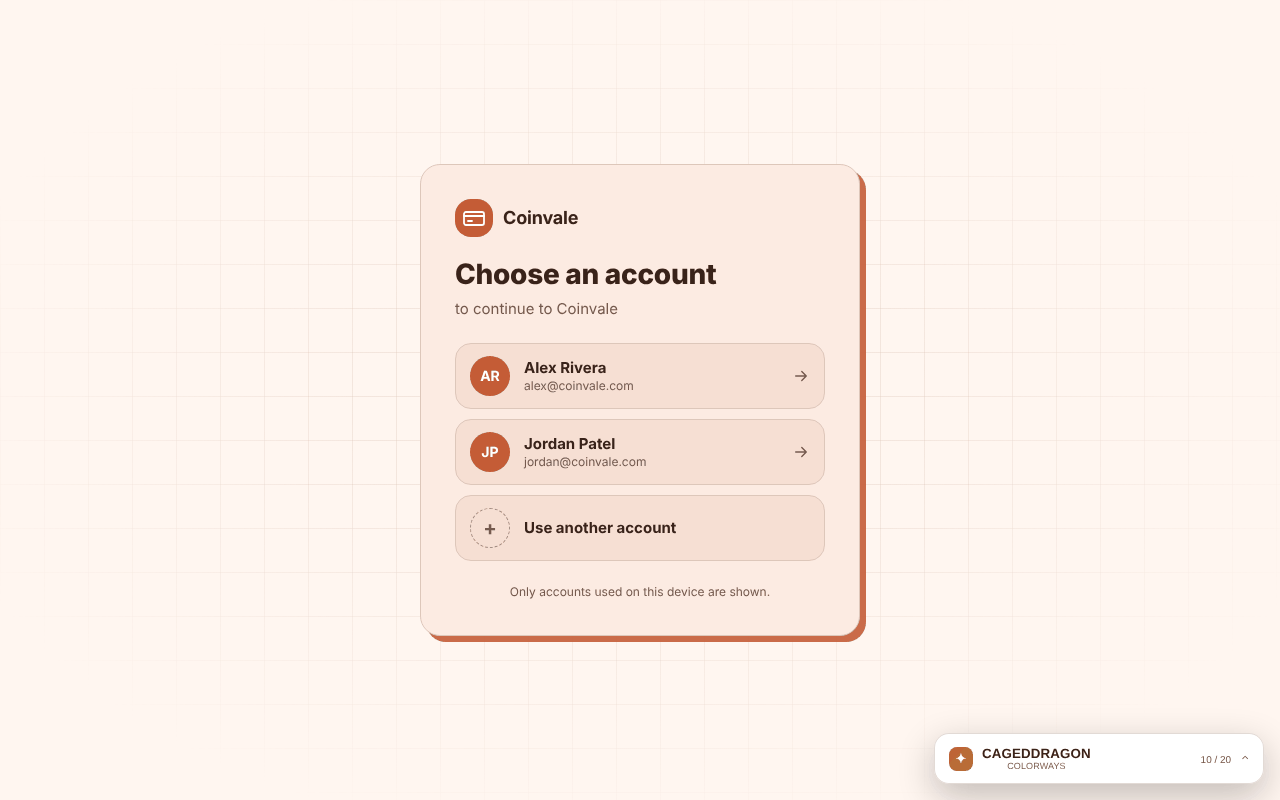 Coinvale
Choose an account
to continue to Coinvale
AR
Alex Rivera
alex@coinvale.com
JP
Jordan Patel
jordan@coinvale.com
+
Use another account
Only accounts used on this device are shown.
CAGEDDRAGON
COLORWAYS
10 / 20